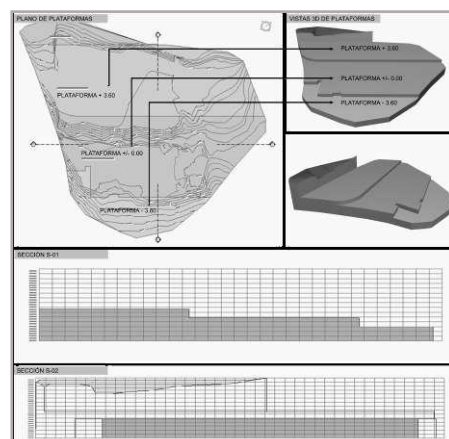 PLANO DE PLATAFORMAS
VISTAS 3D DE PLATAFORMAS
PLATAFORMA + 3.60
PLATAFORMA +/- 0.00
PLATAFORMA - 3.60
PLATAFORMA + 3.60
PLATAFORMA +/- 0.00
PLATAFORMA - 3.60
SECCIÓN S-01
SECCIÓN S-02